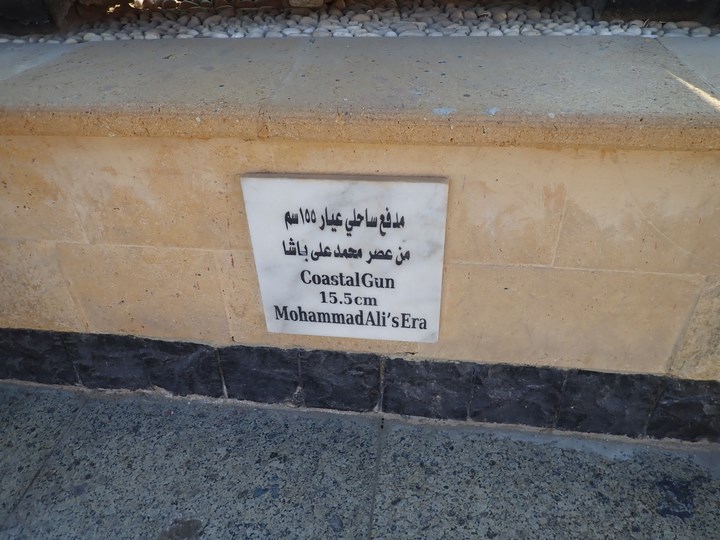 مدفع ساحلي عيار ١٥٥ سم
من عصر محمد على باشا
CoastalGun
15.5cm
MohammadAli'sEra